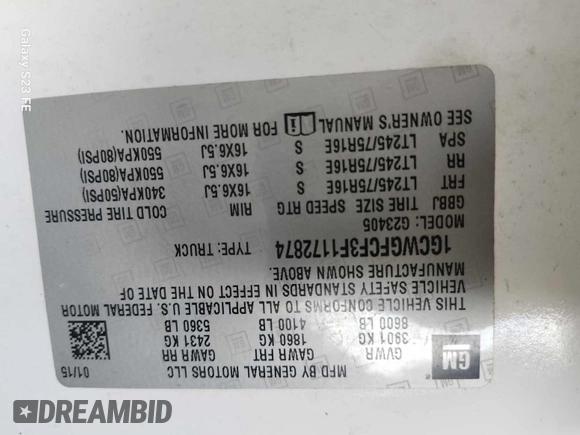 MFD BY GENERAL MOTORS LLC
01/15
GM
GVWR GAWR FRT GAWR RR
3901 KG 1860 KG 2431 KG
8600 LB 4100 LB 5360 LB
THIS VEHICLE CONFORMS TO ALL APPLICABLE U.S. FEDERAL MOTOR
VEHICLE SAFETY STANDARDS IN EFFECT ON THE DATE OF
MANUFACTURE SHOWN ABOVE.
1GCWGFCF3F1172874 TYPE: TRUCK
MODEL: G23405
GBBJ TIRE SIZE SPEED RTG RIM COLD TIRE PRESSURE
FRT LT245/75R16E S 16X6.5J 340KPA(50PSI)
RR LT245/75R16E S 16X6.5J 550KPA(80PSI)
SPA LT245/75R16E S 16X6.5J 550KPA(80PSI)
SEE OWNER'S MANUAL FOR MORE INFORMATION.
Galaxy S23 FE
DREAMBID